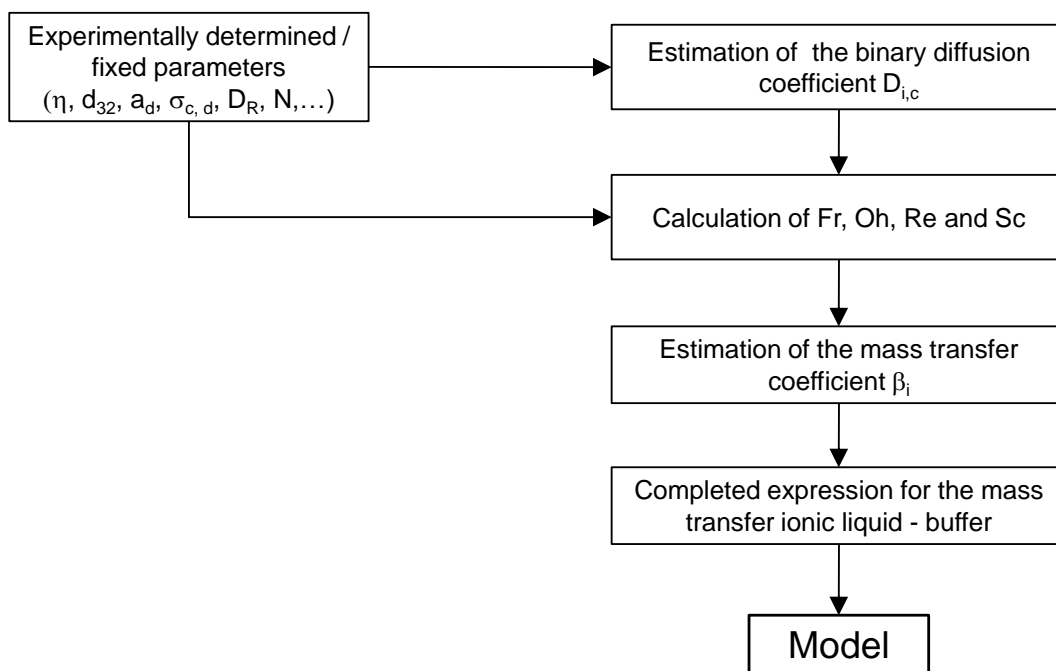 Experimentally determined /
fixed parameters
(η, d32, ad, σc, d, DR, N,…)
Estimation of the binary diffusion
coefficient Di,c
Calculation of Fr, Oh, Re and Sc
Estimation of the mass transfer
coefficient βi
Completed expression for the mass
transfer ionic liquid - buffer
Model